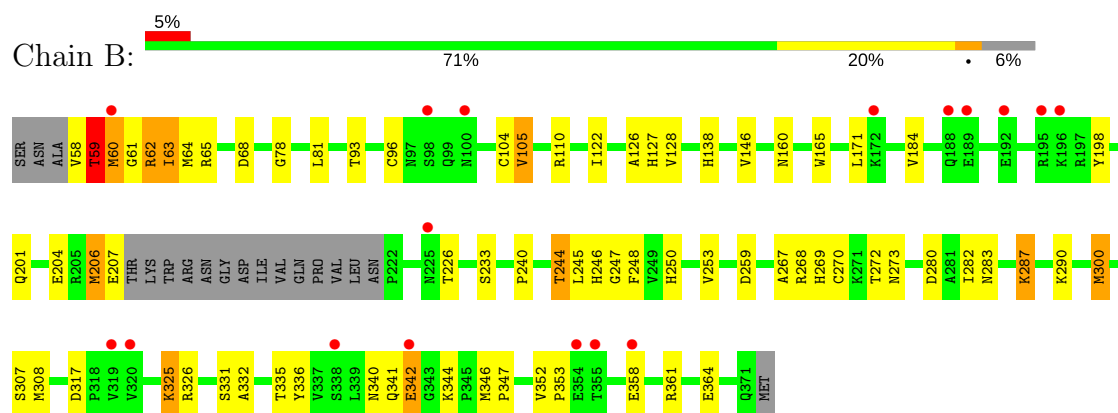 5%
Chain B:
71% 20% • 6%
SER ASN ALA V58 T59 M60 G61 R62 I63 M64 R65 D68 G78 L81 T93 C96 N97 S98 Q99 N100 C104 V105 R110 I122 A126 H127 V128 H138 V146 N160 W165 L171 K172 V184 Q188 E189 E192 R195 K196 R197 Y198
Q201 E204 R205 M206 E207 THR LYS TRP ARG ASN GLY ASP ILE VAL GLN PRO VAL LEU ASN P222 N225 T226 S233 P240 T244 L245 H246 G247 F248 V249 H250 V253 D259 A267 R268 H269 C270 K271 T272 N273 D280 A281 I282 N283 K287 K290 M300
S307 M308 D317 P318 V319 V320 K325 R326 S331 A332 T335 Y336 V337 S338 L339 N340 Q341 E342 G343 K344 P345 M346 P347 V352 P353 E354 T355 E358 R361 E364 Q371 MET